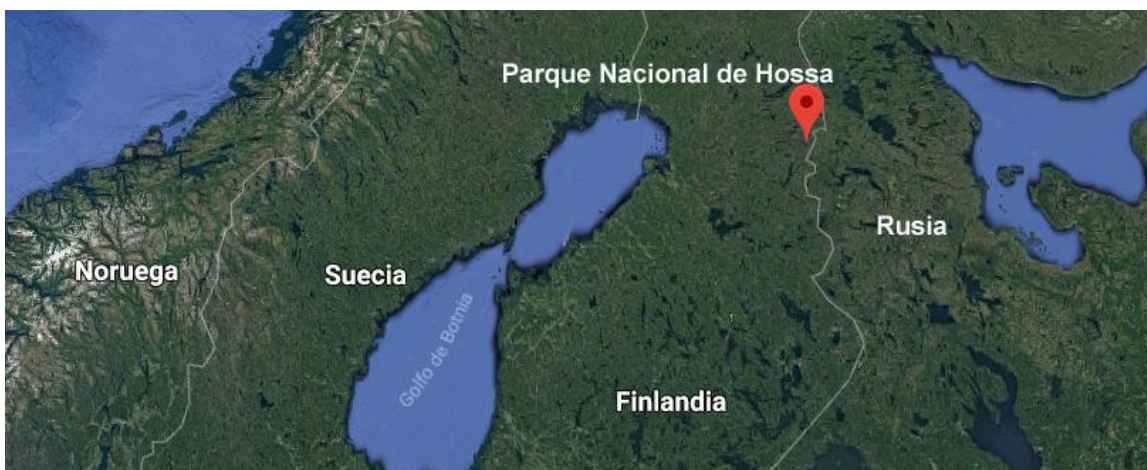 Parque Nacional de Hossa
Rusia
Noruega
Suecia
Golfo de Botnia
Finlandia